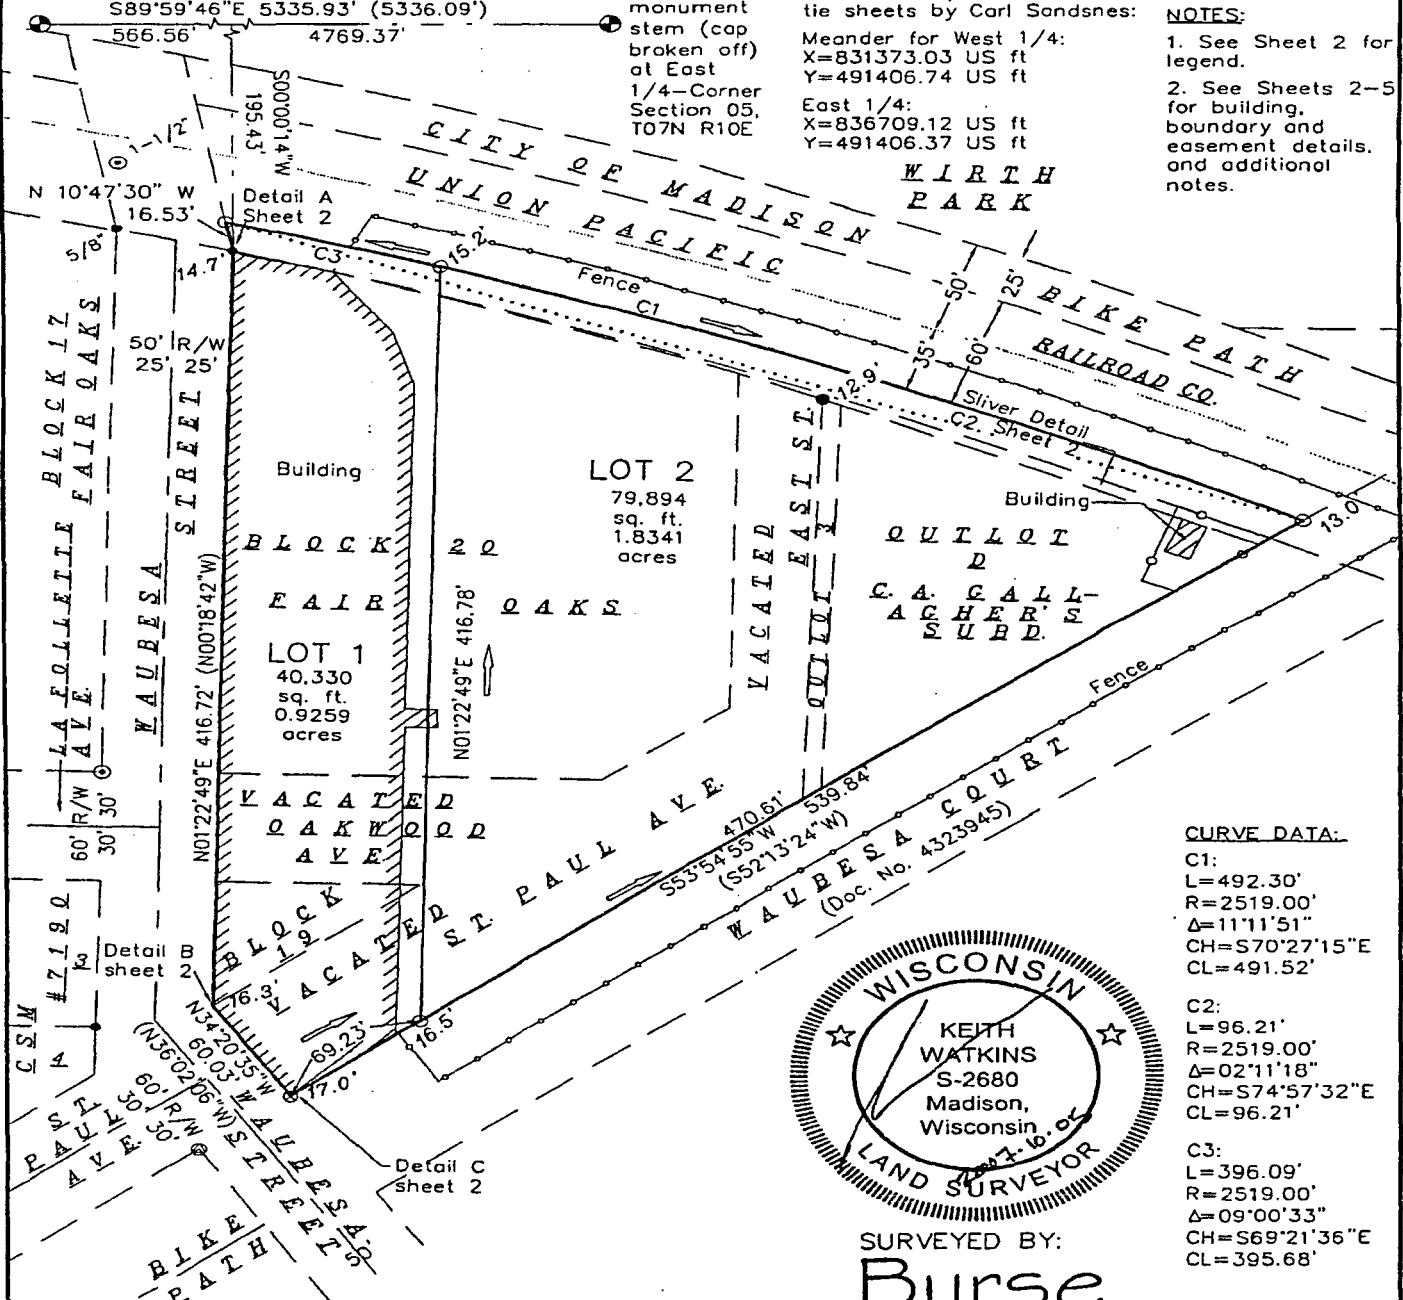 S89°59'46"E 5335.93' (5336.09')
566.56' 4769.37'
monument
stem (cap
broken off)
at East
1/4-Corner
Section 05,
T07N R10E
tie sheets by Carl Sandsnes:
Meander for West 1/4:
X=831373.03 US ft
Y=491406.74 US ft
East 1/4:
X=836709.12 US ft
Y=491406.37 US ft
NOTES:
1. See Sheet 2 for
legend.
2. See Sheets 2-5
for building,
boundary and
easement details,
and additional
notes.
S00°00'14"W
195.43'
1-1/2"
N 10°47'30" W
16.53'
Detail A
Sheet 2
CITY OF MADISON
UNION PACIFIC
RAILROAD CO.
WIRTH
PARK
BIKE PATH
5/8"
14.7'
C3
15.2'
Fence
C1
50'
25'
35'
60'
12.9'
Sliver Detail
C2 Sheet 2
13.0'
50' R/W
25' 25'
LA FOLLETTE BLOCK 17
AVE. FAIR OAKS
WAUBESA STREET
Building
LOT 2
79,894
sq. ft.
1.8341
acres
Building
BLOCK 20
FAIR OAKS
LOT 1
40,330
sq. ft.
0.9259
acres
N01°22'49"E 416.72' (N00°18'42"W)
N01°22'49"E 416.78'
VACATED EAST ST.
OUTLOT 3
OUTLOT
D
C. A. GALL-
AGHER'S
SUBD.
Fence
60' R/W
30' 30'
VACATED
OAKWOOD
AVE
BLOCK
19
VACATED ST. PAUL AVE.
470.61' 539.84'
S53°54'55"W
(S52°13'24"W)
WAUBESA COURT
(Doc. No. 4323945)
CSM #7190
3
4
Detail B
sheet 2
16.3'
69.23'
16.5'
17.0'
N34°20'35"W
60.03'
(N36°02'06"W)
WAUBESA
STREET
60' R/W
30' 30'
ST.
PAUL
AVE.
Detail C
sheet 2
BIKE
PATH
CURVE DATA:
C1:
L=492.30'
R=2519.00'
Δ=11°11'51"
CH=S70°27'15"E
CL=491.52'
C2:
L=96.21'
R=2519.00'
Δ=02°11'18"
CH=S74°57'32"E
CL=96.21'
C3:
L=396.09'
R=2519.00'
Δ=09°00'33"
CH=S69°21'36"E
CL=395.68'
WISCONSIN
KEITH
WATKINS
S-2680
Madison,
Wisconsin
LAND SURVEYOR
SURVEYED BY:
Burse